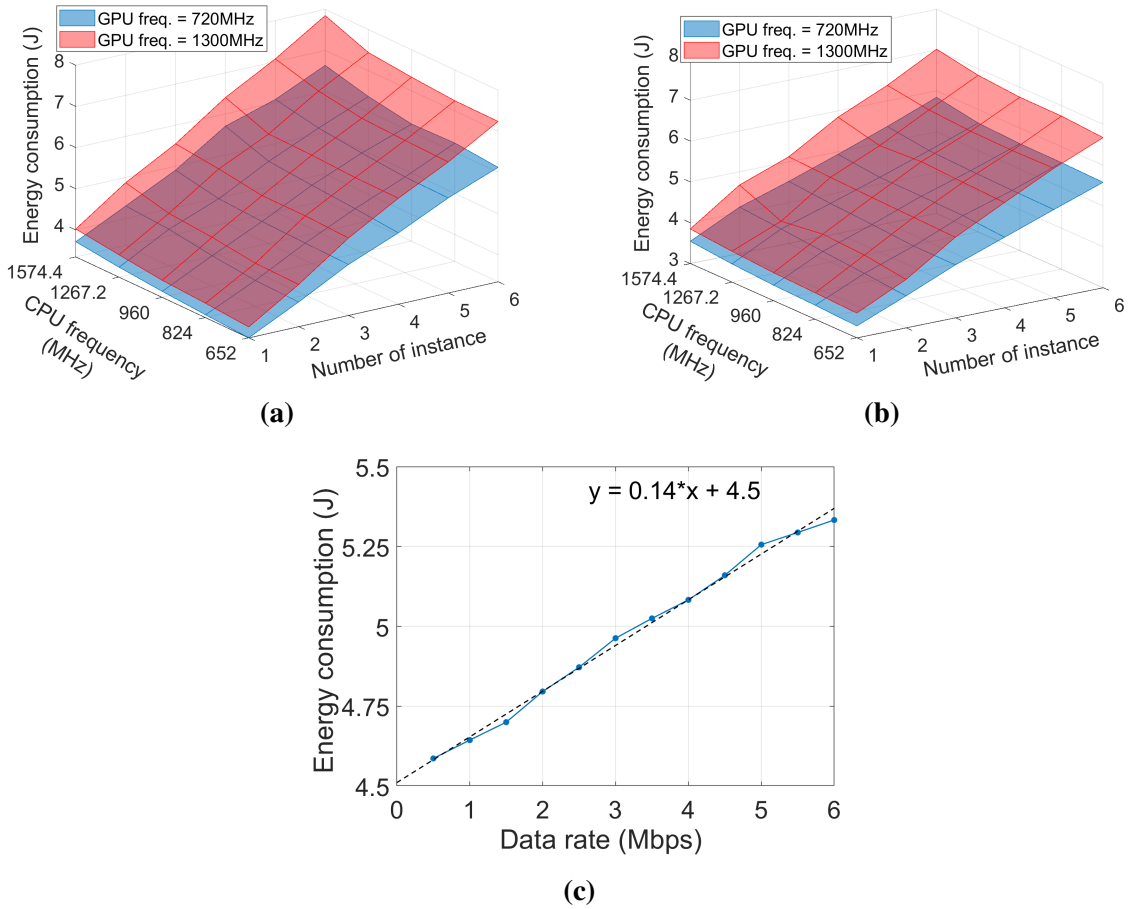 GPU freq. = 720MHz
GPU freq. = 1300MHz
Energy consumption (J)
8
7
6
5
4
1574.4
1267.2
960
824
652
CPU frequency
(MHz)
1
2
3
4
5
6
Number of instance
(a)
GPU freq. = 720MHz
GPU freq. = 1300MHz
Energy consumption (J)
8
7
6
5
4
3
1574.4
1267.2
960
824
652
CPU frequency
(MHz)
1
2
3
4
5
6
Number of instance
(b)
y = 0.14*x + 4.5
Energy consumption (J)
5.5
5.25
5
4.75
4.5
0 1 2 3 4 5 6
Data rate (Mbps)
(c)